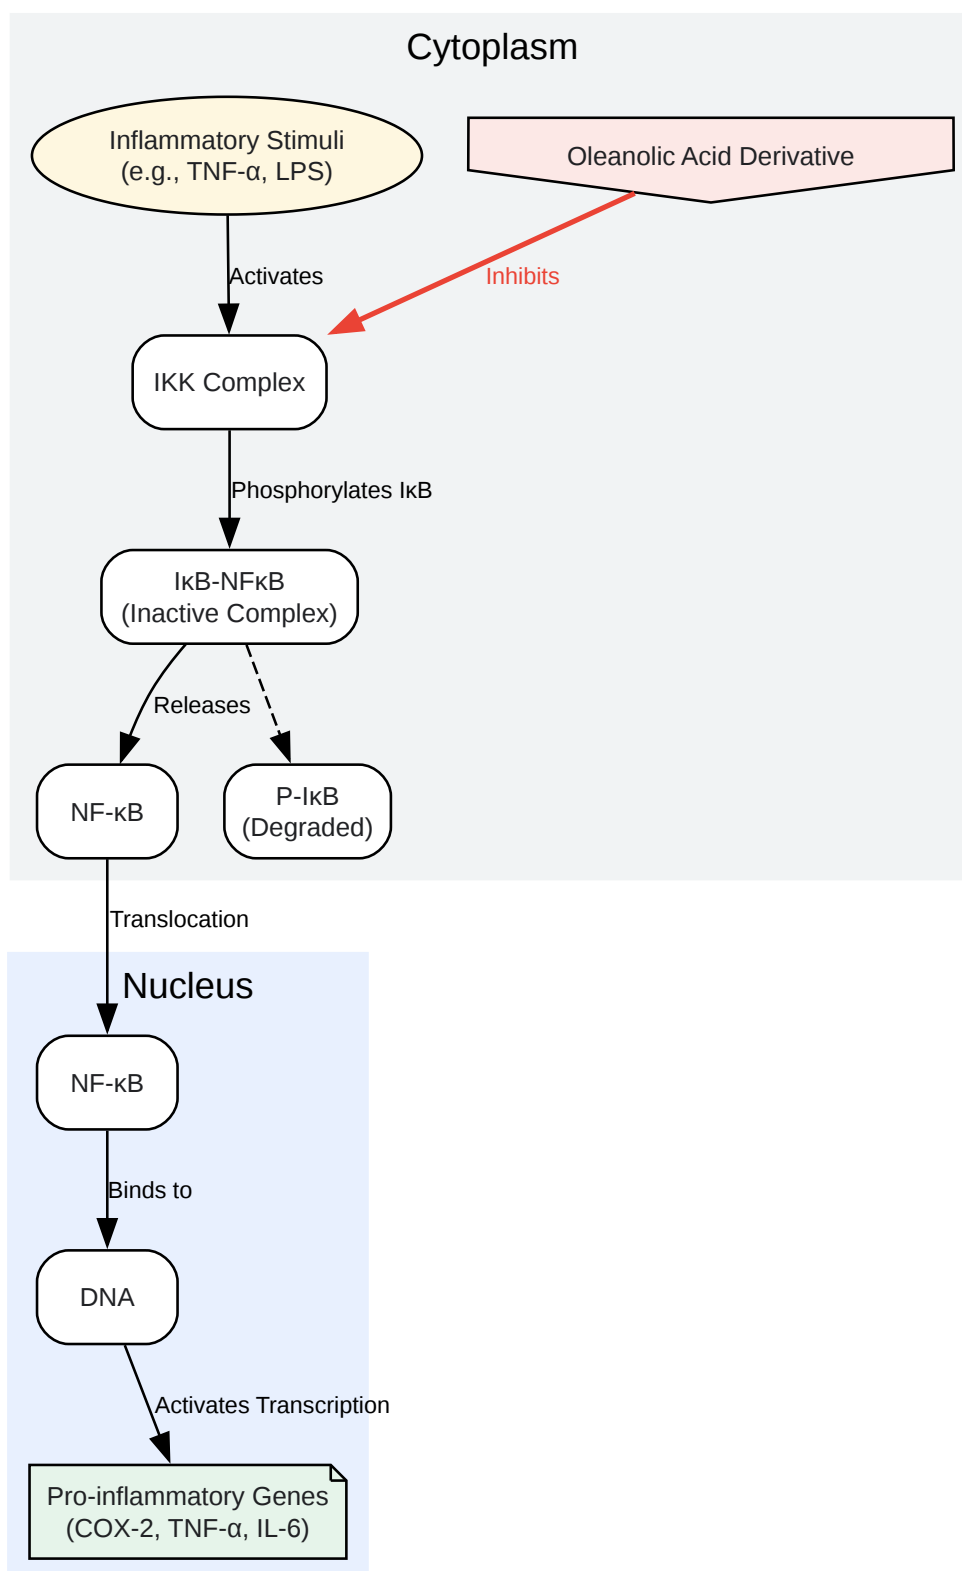 Cytoplasm
Inflammatory Stimuli
(e.g., TNF-α, LPS)
Oleanolic Acid Derivative
Activates
Inhibits
IKK Complex
Phosphorylates IκB
IκB-NFκB
(Inactive Complex)
Releases
NF-κB
P-IκB
(Degraded)
Translocation
Nucleus
NF-κB
Binds to
DNA
Activates Transcription
Pro-inflammatory Genes
(COX-2, TNF-α, IL-6)